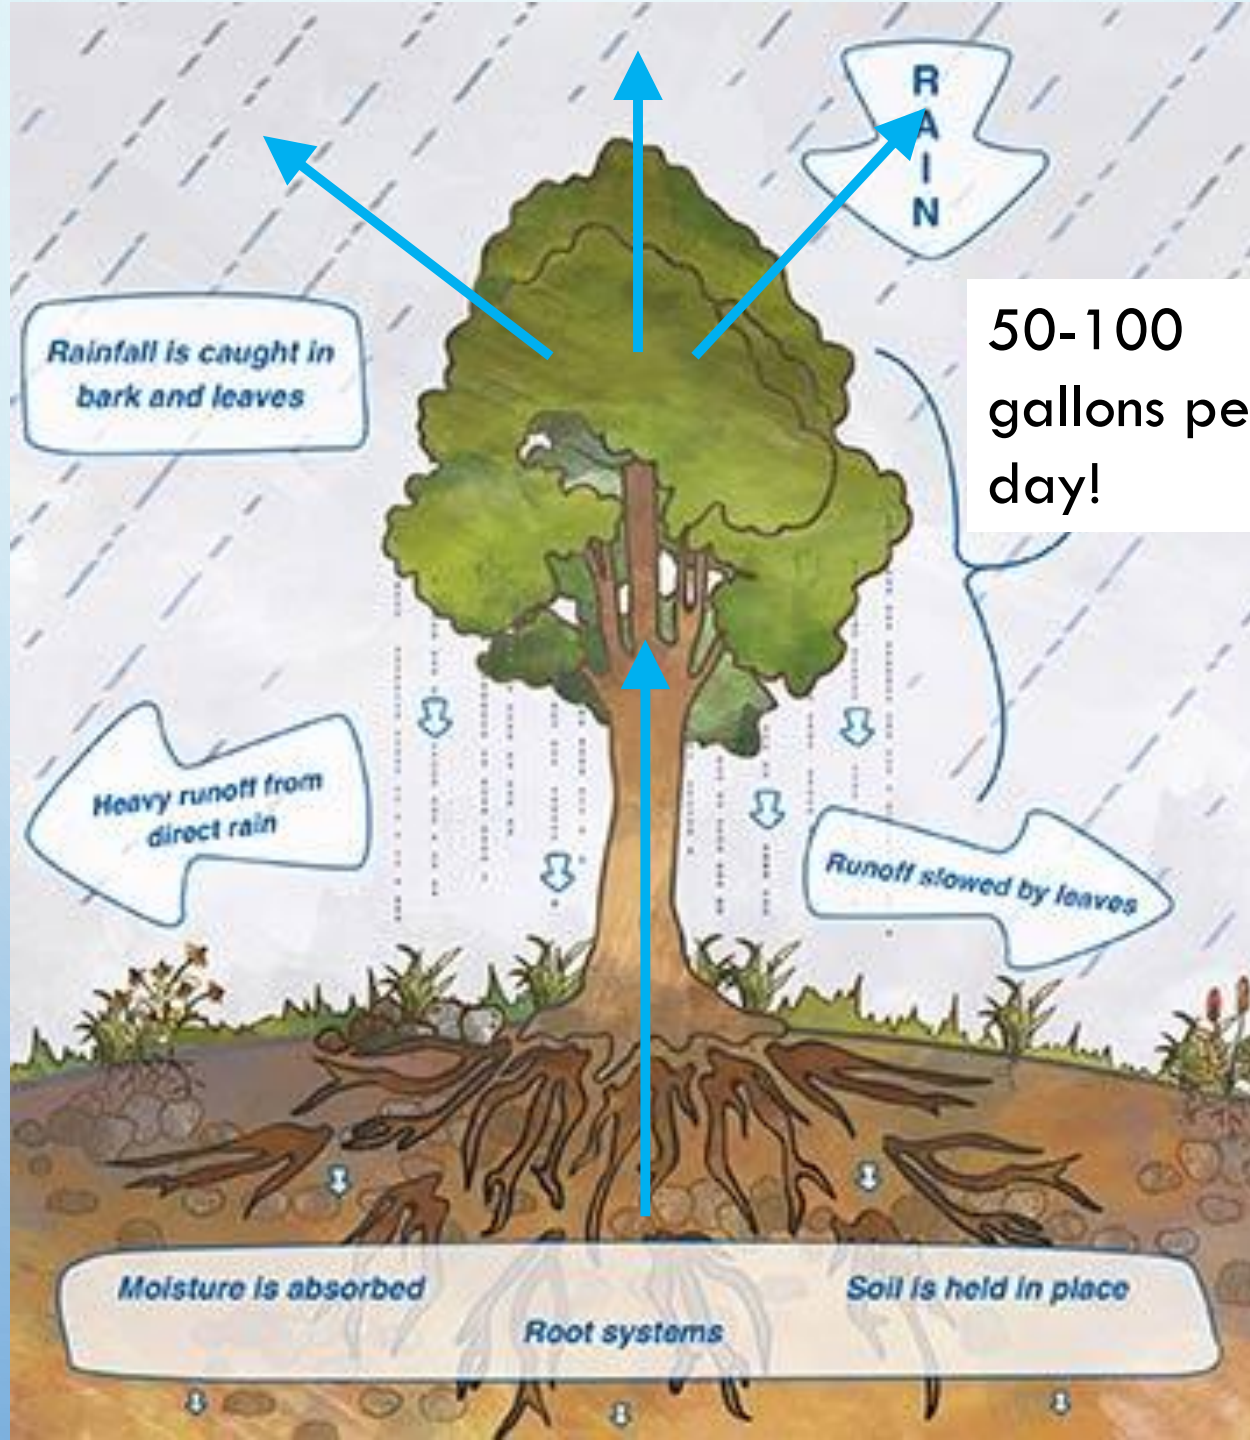 R
A
I
N
Rainfall is caught in
bark and leaves
50-100
gallons pe
day!
Heavy runoff from
direct rain
Runoff slowed by leaves
Moisture is absorbed
Soil is held in place
Root systems